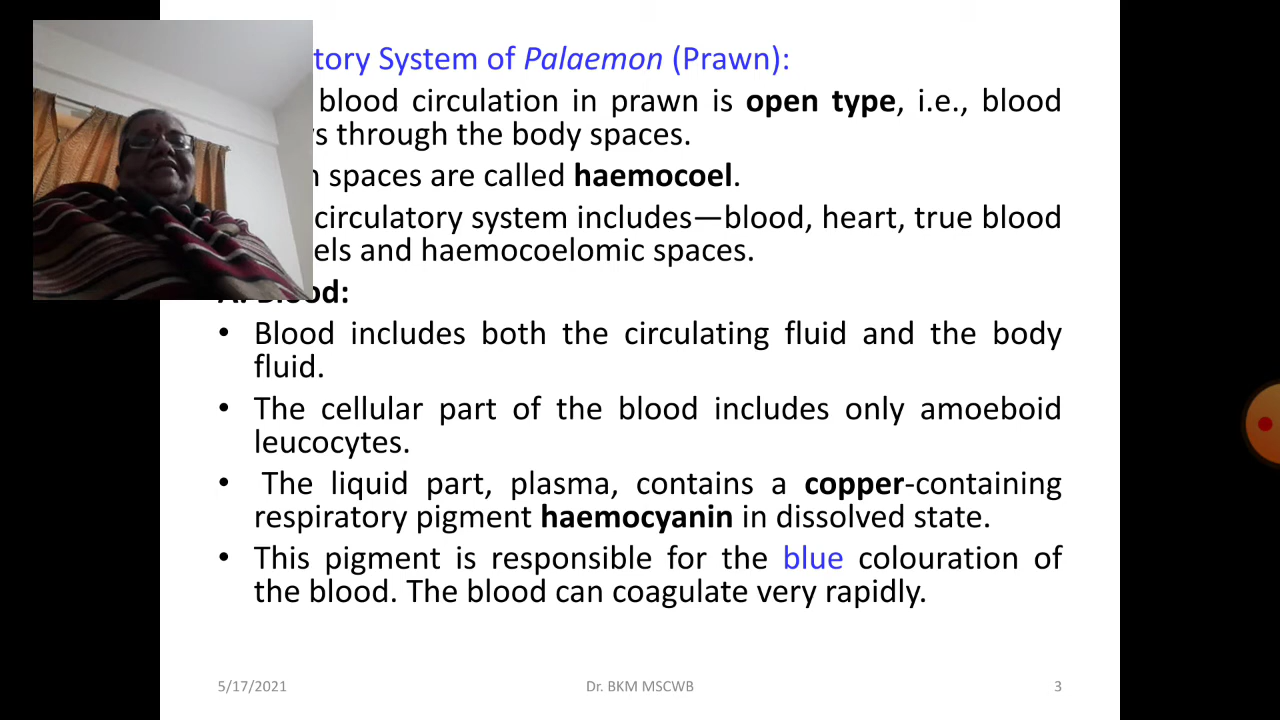 tory System of Palaemon (Prawn):
blood circulation in prawn is open type, i.e., blood
s through the body spaces.
spaces are called haemocoel.
circulatory system includes—blood, heart, true blood
els and haemocoelomic spaces.
A. Blood:
• Blood includes both the circulating fluid and the body
fluid.
• The cellular part of the blood includes only amoeboid
leucocytes.
• The liquid part, plasma, contains a copper-containing
respiratory pigment haemocyanin in dissolved state.
• This pigment is responsible for the blue colouration of
the blood. The blood can coagulate very rapidly.
5/17/2021 Dr. BKM MSCWB 3